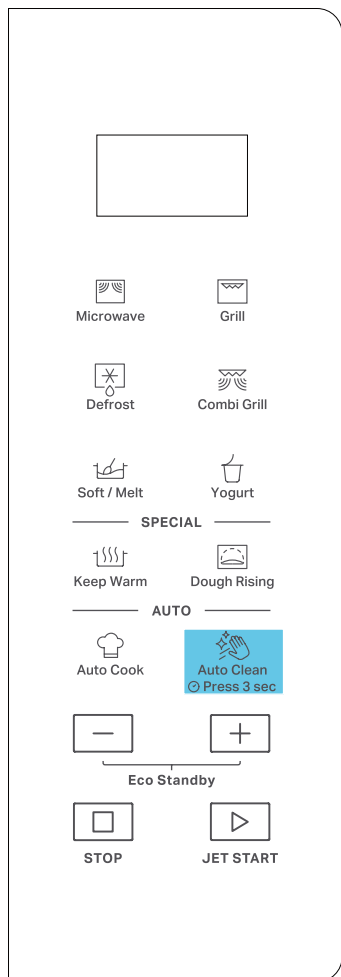 Microwave
Grill
Defrost
Combi Grill
Soft / Melt
Yogurt
SPECIAL
Keep Warm
Dough Rising
AUTO
Auto Cook
Auto Clean
Press 3 sec
Eco Standby
STOP
JET START